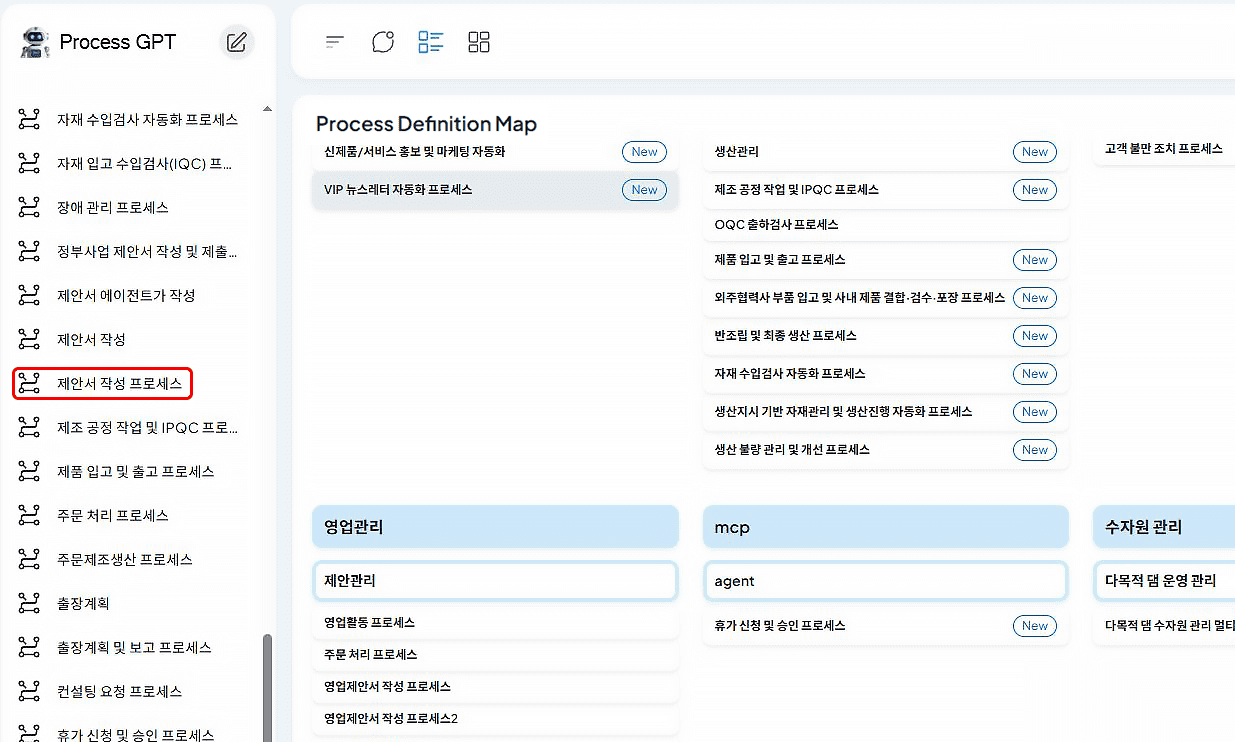 Process GPT
자재 수입검사 자동화 프로세스
자재 입고 수입검사(IQC) 프...
장애 관리 프로세스
정부사업 제안서 작성 및 제출...
제안서 에이전트가 작성
제안서 작성
제안서 작성 프로세스
제조 공정 작업 및 IPQC 프로...
제품 입고 및 출고 프로세스
주문 처리 프로세스
주문제조생산 프로세스
출장계획
출장계획 및 보고 프로세스
컨설팅 요청 프로세스
휴가 신청 및 승인 프로세스
Process Definition Map
신제품/서비스 홍보 및 마케팅 자동화 New
VIP 뉴스레터 자동화 프로세스 New
생산관리 New
제조 공정 작업 및 IPQC 프로세스 New
OQC 출하검사 프로세스
제품 입고 및 출고 프로세스 New
외주협력사 부품 입고 및 사내 제품 결합·검수·포장 프로세스 New
반조립 및 최종 생산 프로세스 New
자재 수입검사 자동화 프로세스 New
생산지시 기반 자재관리 및 생산진행 자동화 프로세스 New
생산 불량 관리 및 개선 프로세스 New
고객 불만 조치 프로세스
영업관리
제안관리
영업활동 프로세스
주문 처리 프로세스
영업제안서 작성 프로세스
영업제안서 작성 프로세스2
mcp
agent
휴가 신청 및 승인 프로세스 New
수자원 관리
다목적 댐 운영 관리
다목적 댐 수자원 관리 멀티